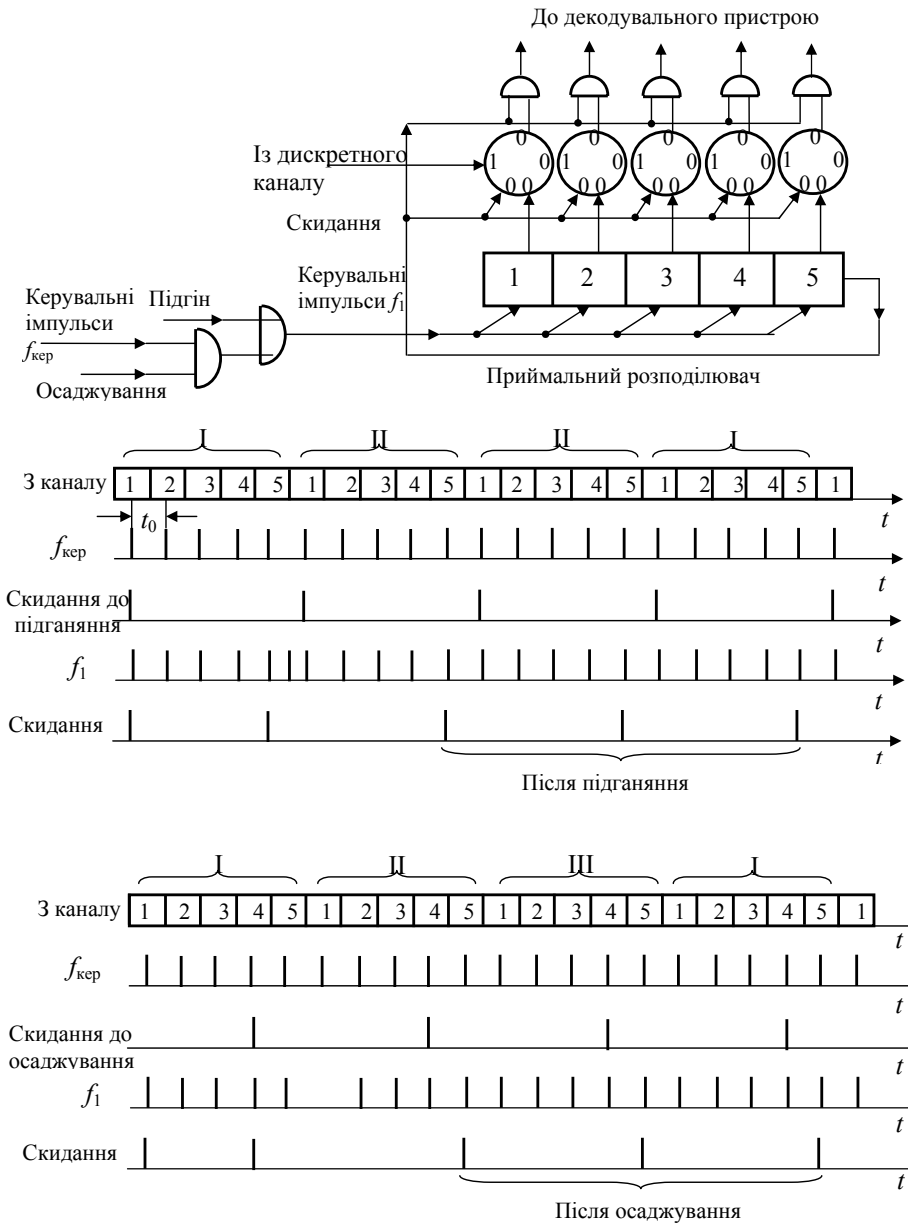 До декодувального пристрою
0 0 0 0 0
Із дискретного
каналу
1 0 1 0 1 0 1 0 1 0
00 00 00 00 00
Скидання
Керувальні
імпульси f1
1 2 3 4 5
Керувальні
імпульси
fкер
Підгін
Осаджування
Приймальний розподілювач
I II II I
З каналу 1 2 3 4 5 1 2 3 4 5 1 2 3 4 5 1 2 3 4 5 1
t
t0
fкер
t
Скидання до
підганяння
t
f1
t
Скидання
t
Після підганяння
I II III I
З каналу 1 2 3 4 5 1 2 3 4 5 1 2 3 4 5 1 2 3 4 5 1
t
fкер
t
Скидання до
осаджування
t
f1
t
Скидання
t
Після осаджування